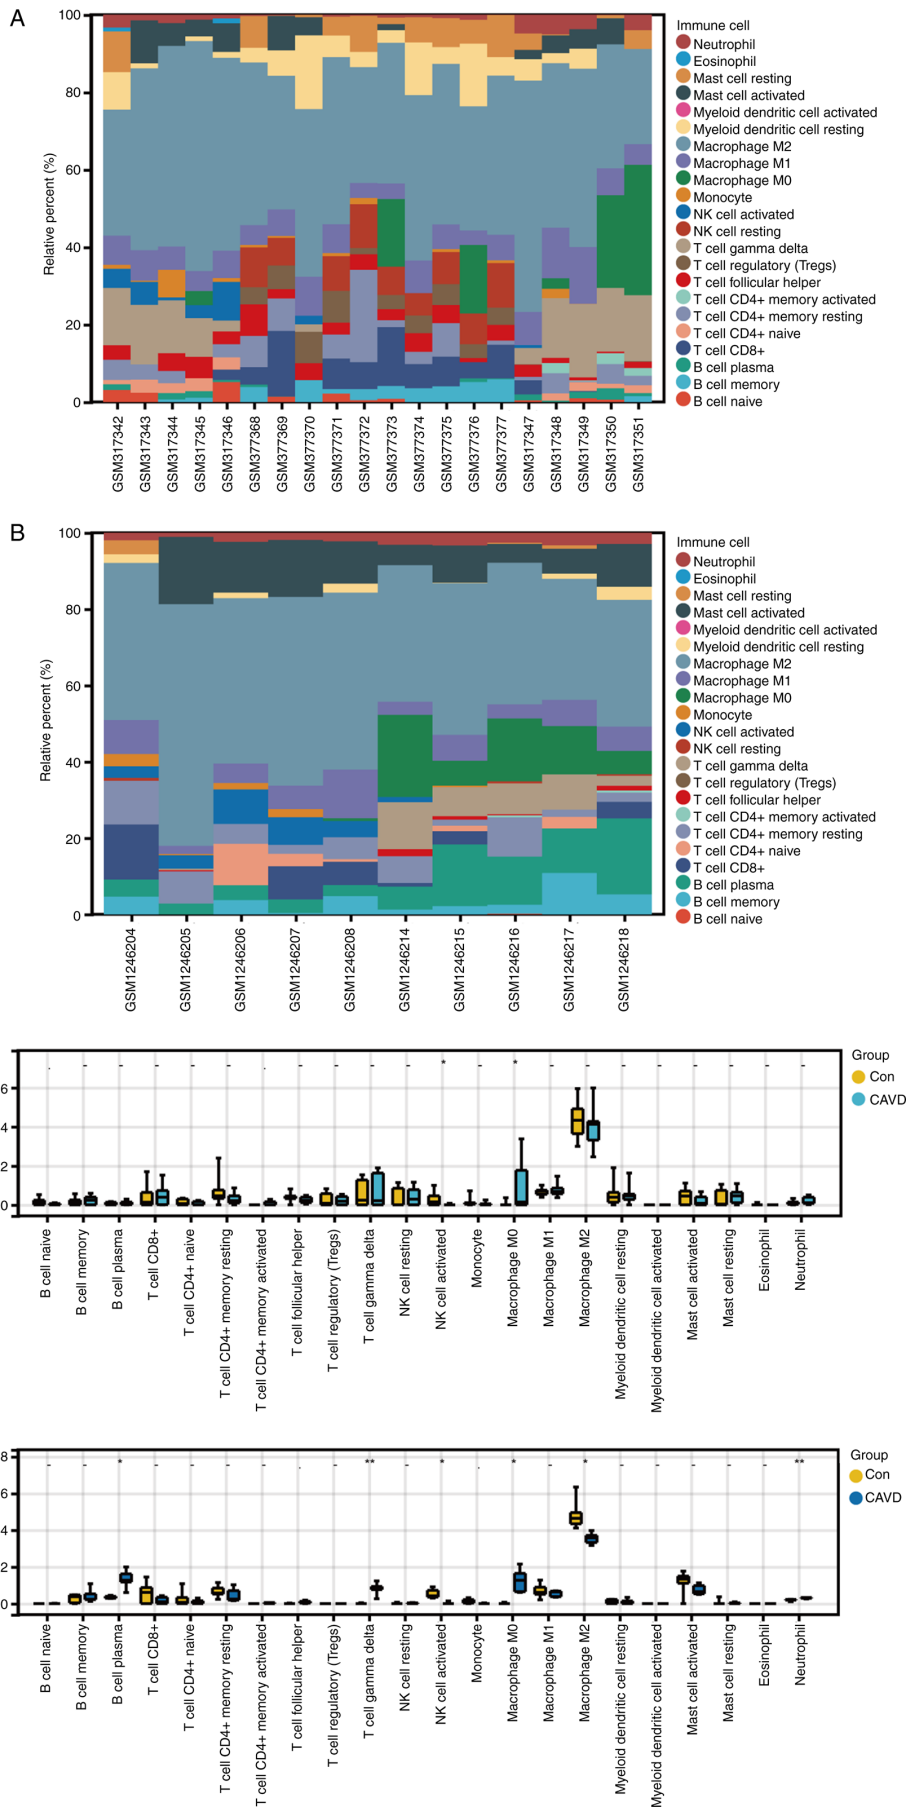 A
Relative percent (%)
100
80
60
40
20
0
GSM317342
GSM317343
GSM317344
GSM317345
GSM317346
GSM377368
GSM377369
GSM377370
GSM377371
GSM377372
GSM377373
GSM377374
GSM377375
GSM377376
GSM377377
GSM317347
GSM317348
GSM317349
GSM317350
GSM317351
Immune cell
Neutrophil
Eosinophil
Mast cell resting
Mast cell activated
Myeloid dendritic cell activated
Myeloid dendritic cell resting
Macrophage M2
Macrophage M1
Macrophage M0
Monocyte
NK cell activated
NK cell resting
T cell gamma delta
T cell regulatory (Tregs)
T cell follicular helper
T cell CD4+ memory activated
T cell CD4+ memory resting
T cell CD4+ naive
T cell CD8+
B cell plasma
B cell memory
B cell naive
B
Relative percent (%)
100
80
60
40
20
0
GSM1246204
GSM1246205
GSM1246206
GSM1246207
GSM1246208
GSM1246214
GSM1246215
GSM1246216
GSM1246217
GSM1246218
Immune cell
Neutrophil
Eosinophil
Mast cell resting
Mast cell activated
Myeloid dendritic cell activated
Myeloid dendritic cell resting
Macrophage M2
Macrophage M1
Macrophage M0
Monocyte
NK cell activated
NK cell resting
T cell gamma delta
T cell regulatory (Tregs)
T cell follicular helper
T cell CD4+ memory activated
T cell CD4+ memory resting
T cell CD4+ naive
T cell CD8+
B cell plasma
B cell memory
B cell naive
6
4
2
0
- - - - - - - - - * - * - - - - - - - -
B cell naive
B cell memory
B cell plasma
T cell CD8+
T cell CD4+ naive
T cell CD4+ memory resting
T cell CD4+ memory activated
T cell follicular helper
T cell regulatory (Tregs)
T cell gamma delta
NK cell resting
NK cell activated
Monocyte
Macrophage M0
Macrophage M1
Macrophage M2
Myeloid dendritic cell resting
Myeloid dendritic cell activated
Mast cell activated
Mast cell resting
Eosinophil
Neutrophil
Group
Con
CAVD
8
6
4
2
0
- - * - - - - - ** - * * - * - - - - - **
B cell naive
B cell memory
B cell plasma
T cell CD8+
T cell CD4+ naive
T cell CD4+ memory resting
T cell CD4+ memory activated
T cell follicular helper
T cell regulatory (Tregs)
T cell gamma delta
NK cell resting
NK cell activated
Monocyte
Macrophage M0
Macrophage M1
Macrophage M2
Myeloid dendritic cell resting
Myeloid dendritic cell activated
Mast cell activated
Mast cell resting
Eosinophil
Neutrophil
Group
Con
CAVD